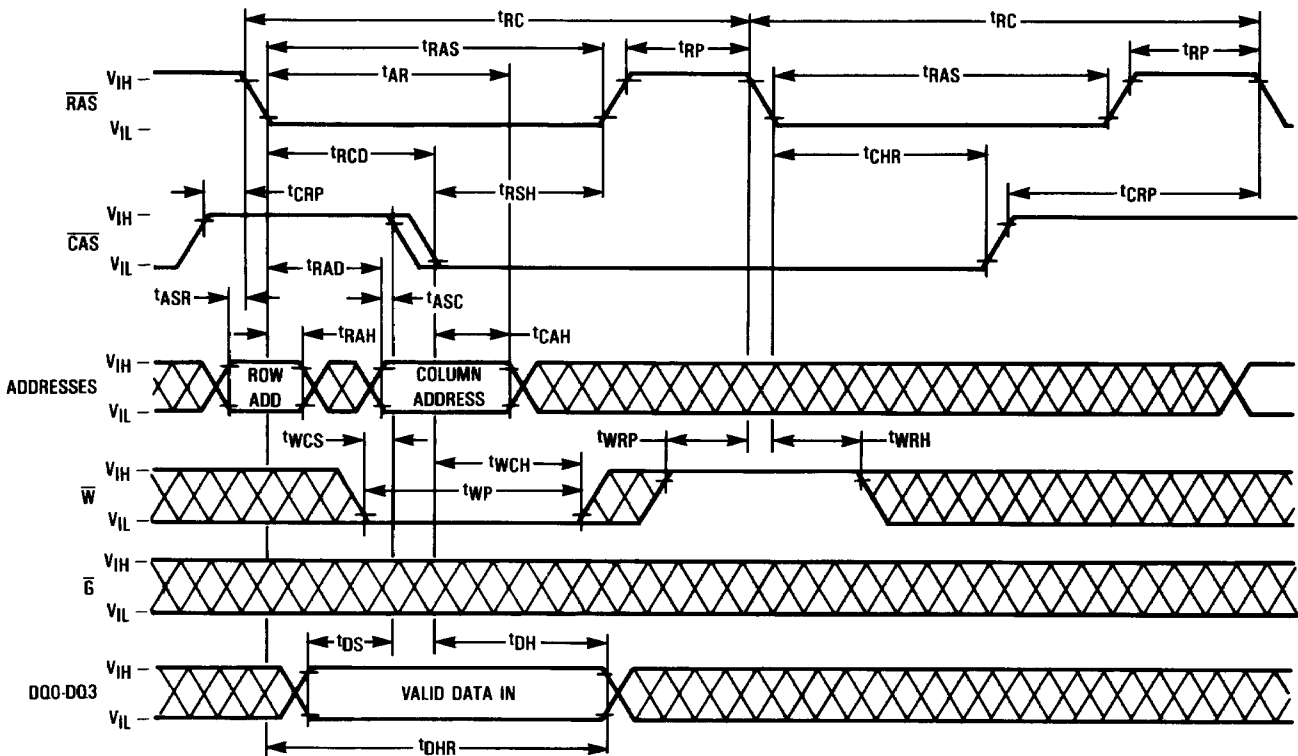 tRC tRC
tRAS tRP tRP
tAR tRAS
VIH
RAS
VIL
tRCD tCHR
tCRP tRSH tCRP
VIH
CAS
VIL
tRAD
tASR tASC
tRAH tCAH
VIH
ADDRESSES ROW ADD COLUMN ADDRESS
VIL
tWCS tWRP tWRH
tWCH
VIH
tWP
W
VIL
VIH
G
VIL
tDS tDH
VIH
DQ0-DQ3 VALID DATA IN
VIL
tDHR